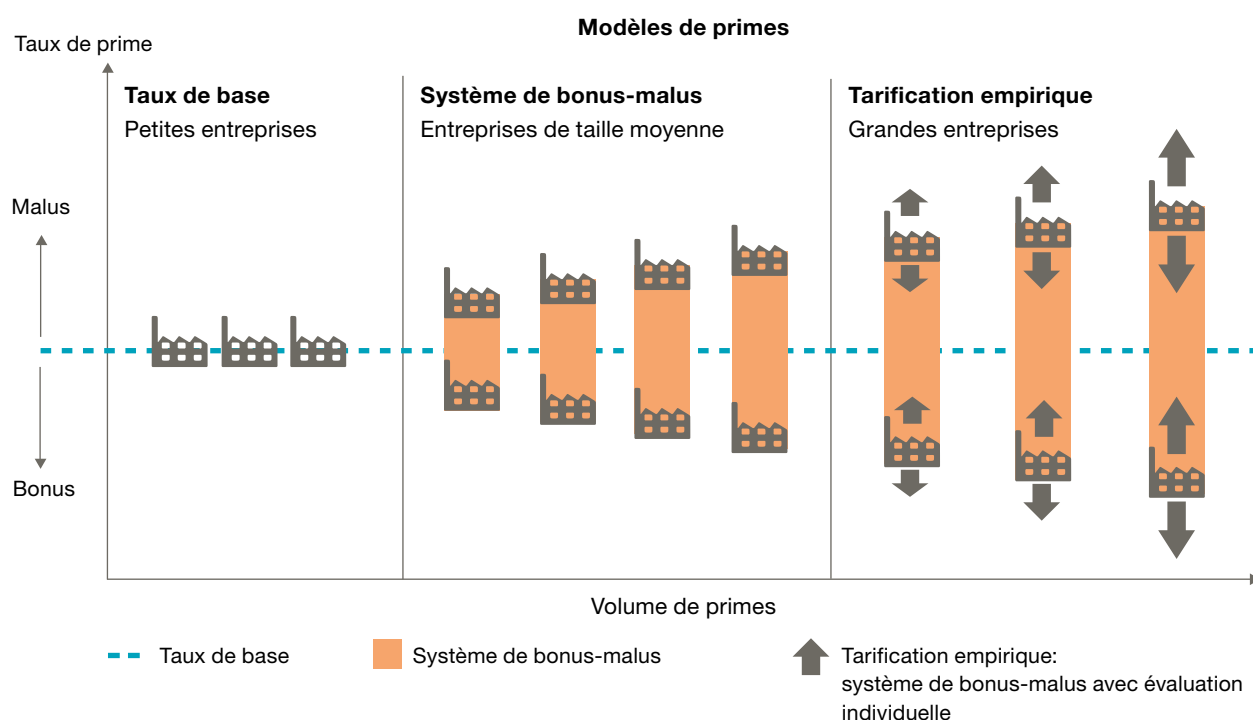 Modèles de primes
Taux de prime
Taux de base
Petites entreprises
Système de bonus-malus
Entreprises de taille moyenne
Tarification empirique
Grandes entreprises
Malus
Bonus
Volume de primes
Taux de base
Système de bonus-malus
Tarification empirique:
système de bonus-malus avec évaluation
individuelle